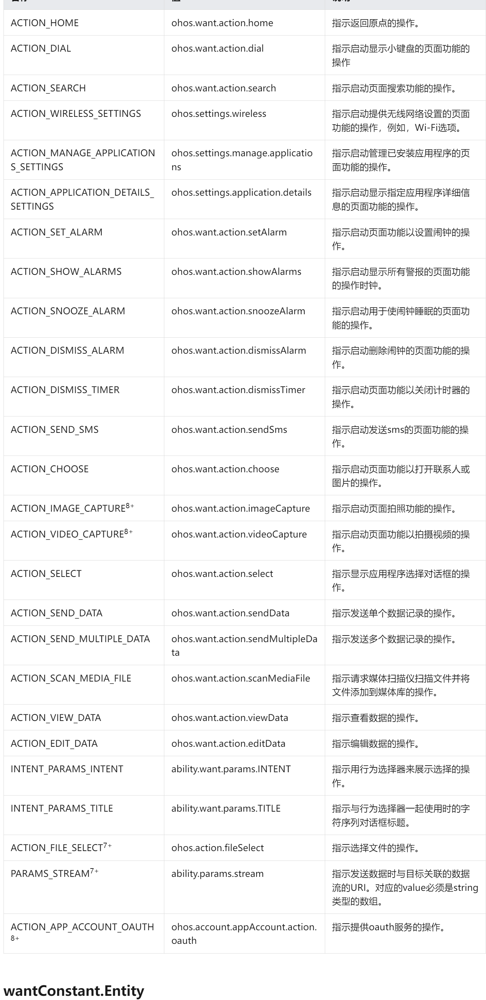 ACTION_HOME
ohos.want.action.home
指示返回原点的操作。
ACTION_DIAL
ohos.want.action.dial
指示启动显示小键盘的页面功能的
操作
ACTION_SEARCH
ohos.want.action.search
指示启动页面搜索功能的操作。
ACTION_WIRELESS_SETTINGS
ohos.settings.wireless
指示启动提供无线网络设置的页面
功能的操作，例如，Wi-Fi选项。
ACTION_MANAGE_APPLICATION
S_SETTINGS
ohos.settings.manage.applicatio
ns
指示启动管理已安装应用程序的页
面功能的操作。
ACTION_APPLICATION_DETAILS_
SETTINGS
ohos.settings.application.details
指示启动显示指定应用程序详细信
息的页面功能的操作。
ACTION_SET_ALARM
ohos.want.action.setAlarm
指示启动页面功能以设置闹钟的操
作。
ACTION_SHOW_ALARMS
ohos.want.action.showAlarms
指示启动显示所有警报的页面功能
的操作时钟。
ACTION_SNOOZE_ALARM
ohos.want.action.snoozeAlarm
指示启动用于使闹钟睡眠的页面功
能的操作。
ACTION_DISMISS_ALARM
ohos.want.action.dismissAlarm
指示启动删除闹钟的页面功能的操
作。
ACTION_DISMISS_TIMER
ohos.want.action.dismissTimer
指示启动页面功能以关闭计时器的
操作。
ACTION_SEND_SMS
ohos.want.action.sendSms
指示启动发送sms的页面功能的操
作。
ACTION_CHOOSE
ohos.want.action.choose
指示启动页面功能以打开联系人或
图片的操作。
ACTION_IMAGE_CAPTURE8+
ohos.want.action.imageCapture
指示启动页面拍照功能的操作。
ACTION_VIDEO_CAPTURE8+
ohos.want.action.videoCapture
指示启动页面功能以拍摄视频的操
作。
ACTION_SELECT
ohos.want.action.select
指示显示应用程序选择对话框的操
作。
ACTION_SEND_DATA
ohos.want.action.sendData
指示发送单个数据记录的操作。
ACTION_SEND_MULTIPLE_DATA
ohos.want.action.sendMultipleDa
ta
指示发送多个数据记录的操作。
ACTION_SCAN_MEDIA_FILE
ohos.want.action.scanMediaFile
指示请求媒体扫描仪扫描文件并将
文件添加到媒体库的操作。
ACTION_VIEW_DATA
ohos.want.action.viewData
指示查看数据的操作。
ACTION_EDIT_DATA
ohos.want.action.editData
指示编辑数据的操作。
INTENT_PARAMS_INTENT
ability.want.params.INTENT
指示用行为选择器来展示选择的操
作。
INTENT_PARAMS_TITLE
ability.want.params.TITLE
指示与行为选择器一起使用时的字
符序列对话框标题。
ACTION_FILE_SELECT7+
ohos.action.fileSelect
指示选择文件的操作。
PARAMS_STREAM7+
ability.params.stream
指示发送数据时与目标关联的数据
流的URI。对应的value必须是string
类型的数组。
ACTION_APP_ACCOUNT_OAUTH
8+
ohos.account.appAccount.action.
oauth
指示提供oauth服务的操作。
wantConstant.Entity